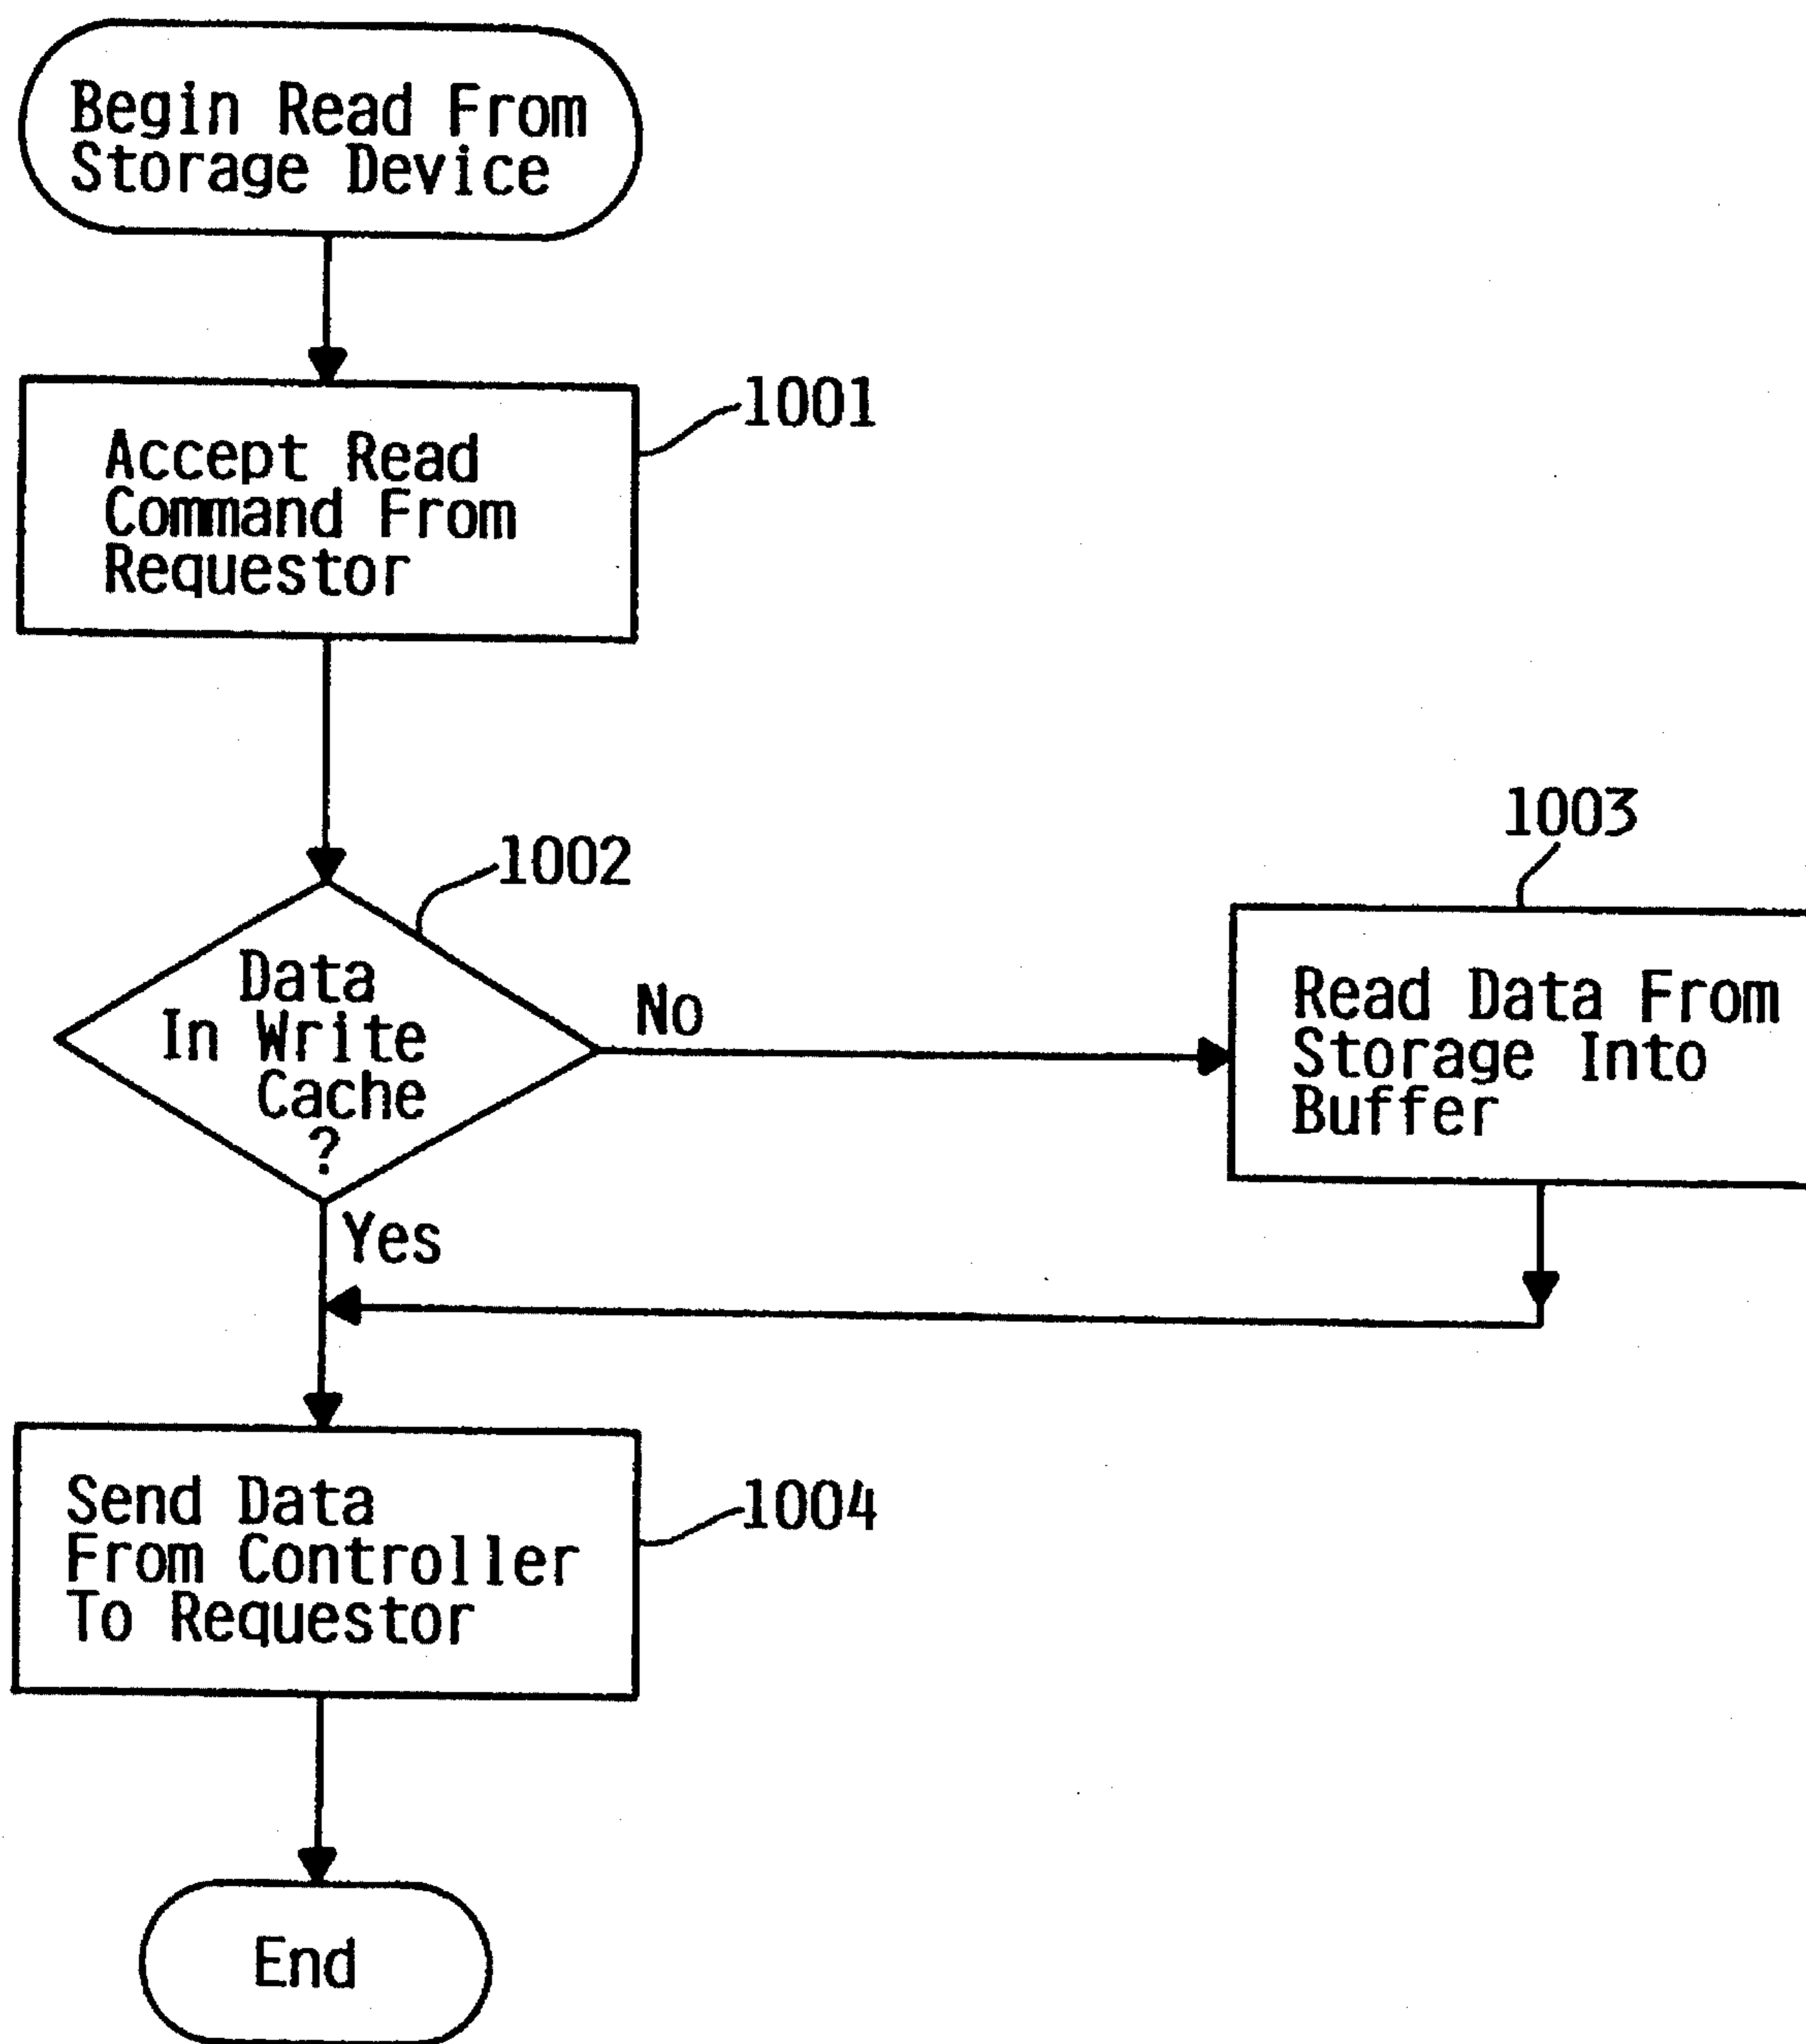 Begin Read From
Storage Device
1001
Accept Read
Command From
Requestor
1002
1003
Data
In Write
Cache
?
No
Read Data From
Storage Into
Buffer
Yes
1004
Send Data
From Controller
To Requestor
End